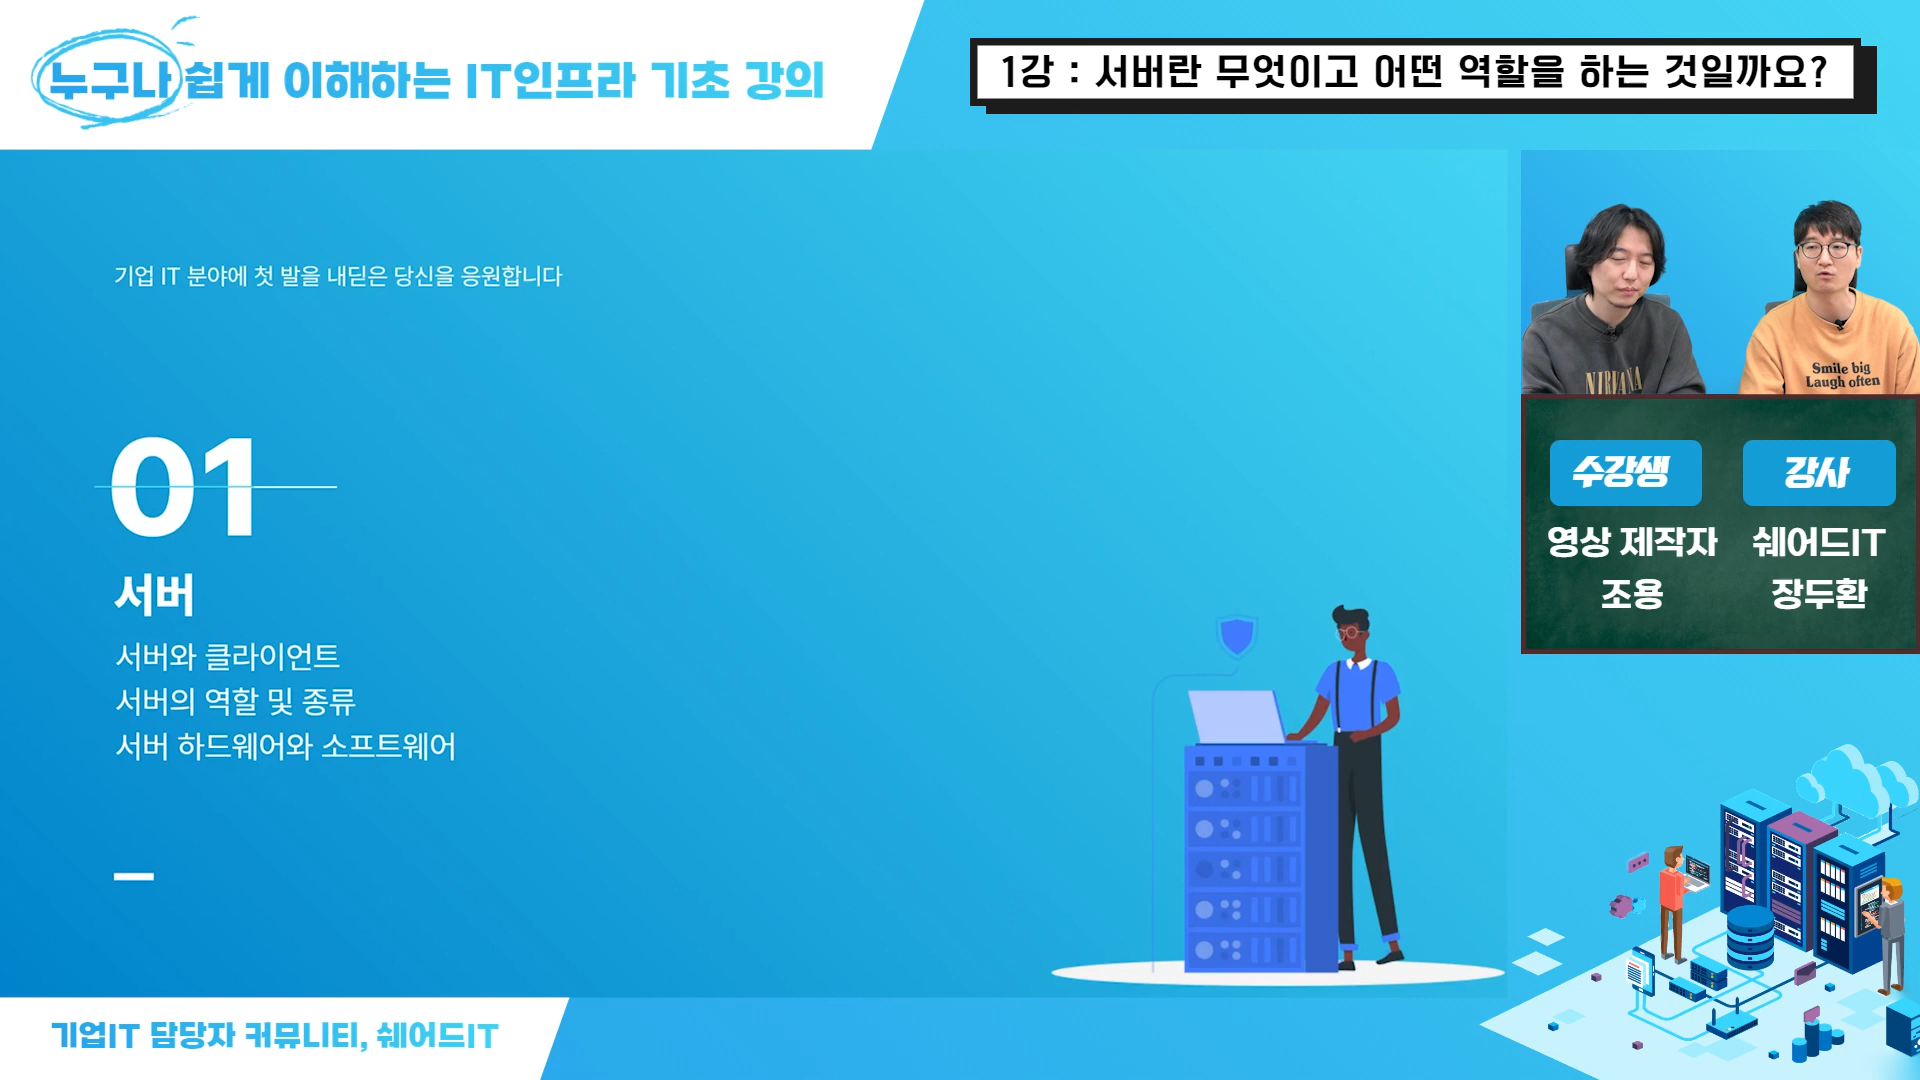 누구나 쉽게 이해하는 IT인프라 기초 강의
1강 : 서버란 무엇이고 어떤 역할을 하는 것일까요?
기업 IT 분야에 첫 발을 내딛은 당신을 응원합니다
01
서버
서버와 클라이언트
서버의 역할 및 종류
서버 하드웨어와 소프트웨어
NIRVANA
Smile big
Laugh often
수강생
영상 제작자
조용
강사
쉐어드IT
장두환
기업IT 담당자 커뮤니티, 쉐어드IT